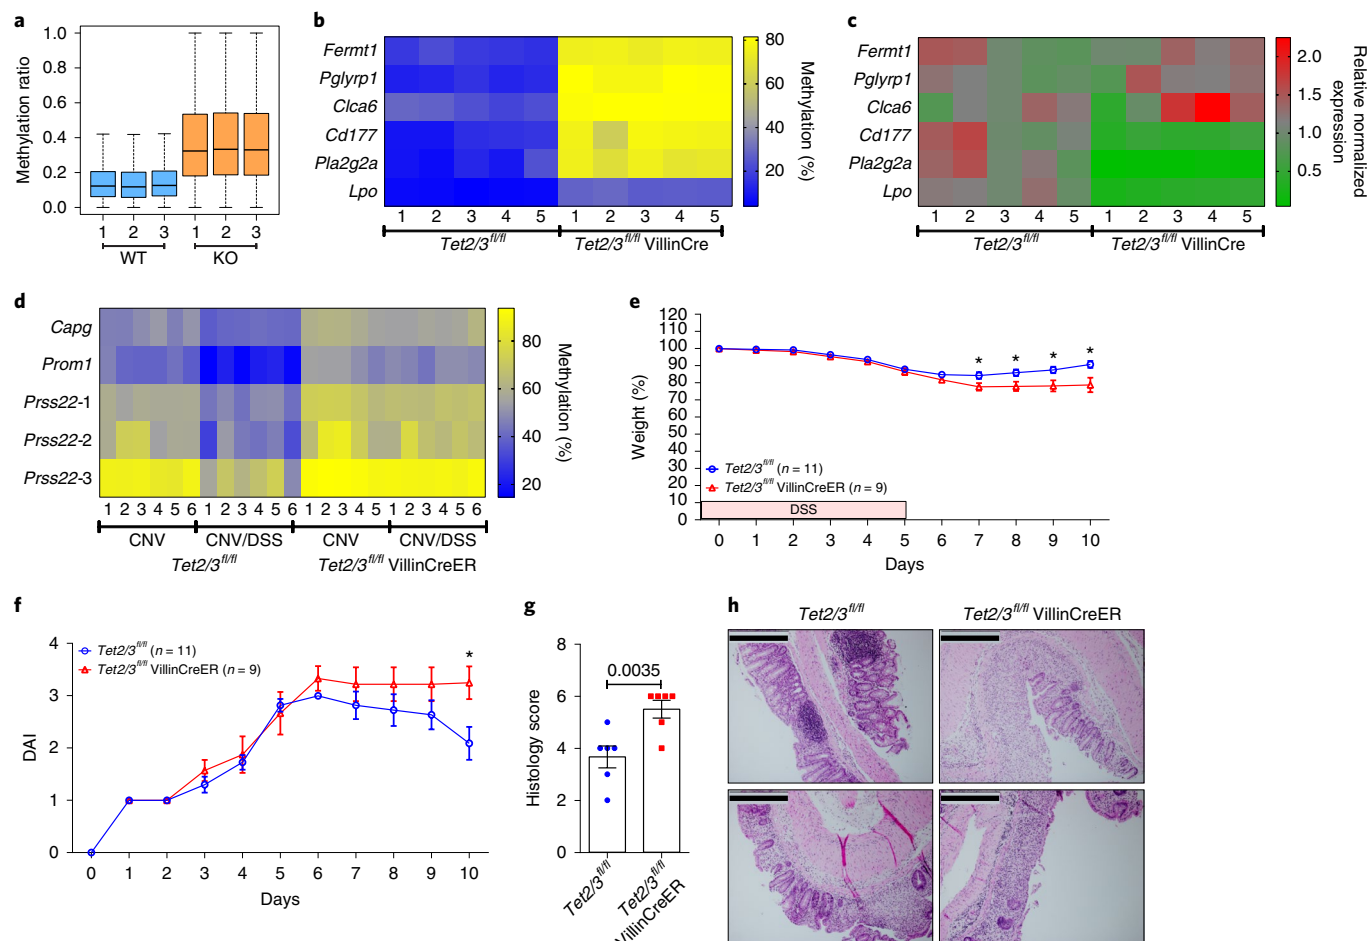 a
Methylation ratio
1.0
0.8
0.6
0.4
0.2
0.0
1 2 3 1 2 3
WT KO
b
Fermt1
Pglyrp1
Clca6
Cd177
Pla2g2a
Lpo
1 2 3 4 5 1 2 3 4 5
Tet2/3fl/fl Tet2/3fl/fl VillinCre
80
60
40
20
Methylation (%)
c
Fermt1
Pglyrp1
Clca6
Cd177
Pla2g2a
Lpo
1 2 3 4 5 1 2 3 4 5
Tet2/3fl/fl Tet2/3fl/fl VillinCre
2.0
1.5
1.0
0.5
Relative normalized
expression
d
Capg
Prom1
Prss22-1
Prss22-2
Prss22-3
1 2 3 4 5 6 1 2 3 4 5 6 1 2 3 4 5 6 1 2 3 4 5 6
CNV CNV/DSS CNV CNV/DSS
Tet2/3fl/fl Tet2/3fl/fl VillinCreER
80
60
40
20
Methylation (%)
e
Weight (%)
120
110
100
90
80
70
60
50
40
30
20
10
0
* * * *
Tet2/3fl/fl (n = 11)
Tet2/3fl/fl VillinCreER (n = 9)
DSS
0 1 2 3 4 5 6 7 8 9 10
Days
f
DAI
4
3
2
1
0
Tet2/3fl/fl (n = 11)
Tet2/3fl/fl VillinCreER (n = 9)
*
0 1 2 3 4 5 6 7 8 9 10
Days
g
Histology score
8
6
4
2
0
0.0035
Tet2/3fl/fl
Tet2/3fl/fl
VillinCreER
h
Tet2/3fl/fl Tet2/3fl/fl VillinCreER